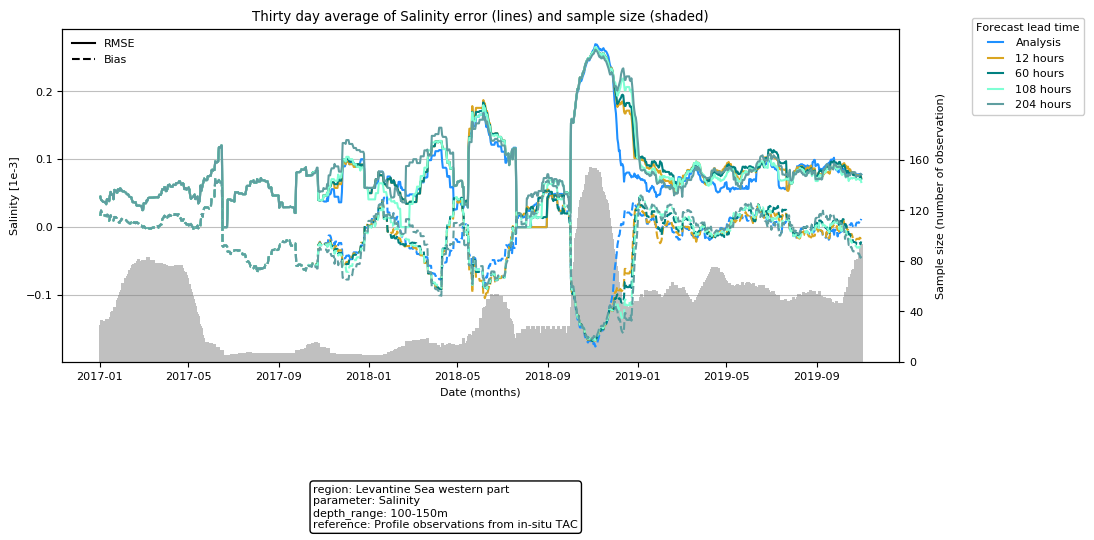 Thirty day average of Salinity error (lines) and sample size (shaded)
RMSE
Bias
Forecast lead time
Analysis
12 hours
60 hours
108 hours
204 hours
Salinity [1e-3]
0.2
0.1
0.0
−0.1
Sample size (number of observation)
160
120
80
40
0
2017-01
2017-05
2017-09
2018-01
2018-05
2018-09
2019-01
2019-05
2019-09
Date (months)
region: Levantine Sea western part
parameter: Salinity
depth_range: 100-150m
reference: Profile observations from in-situ TAC